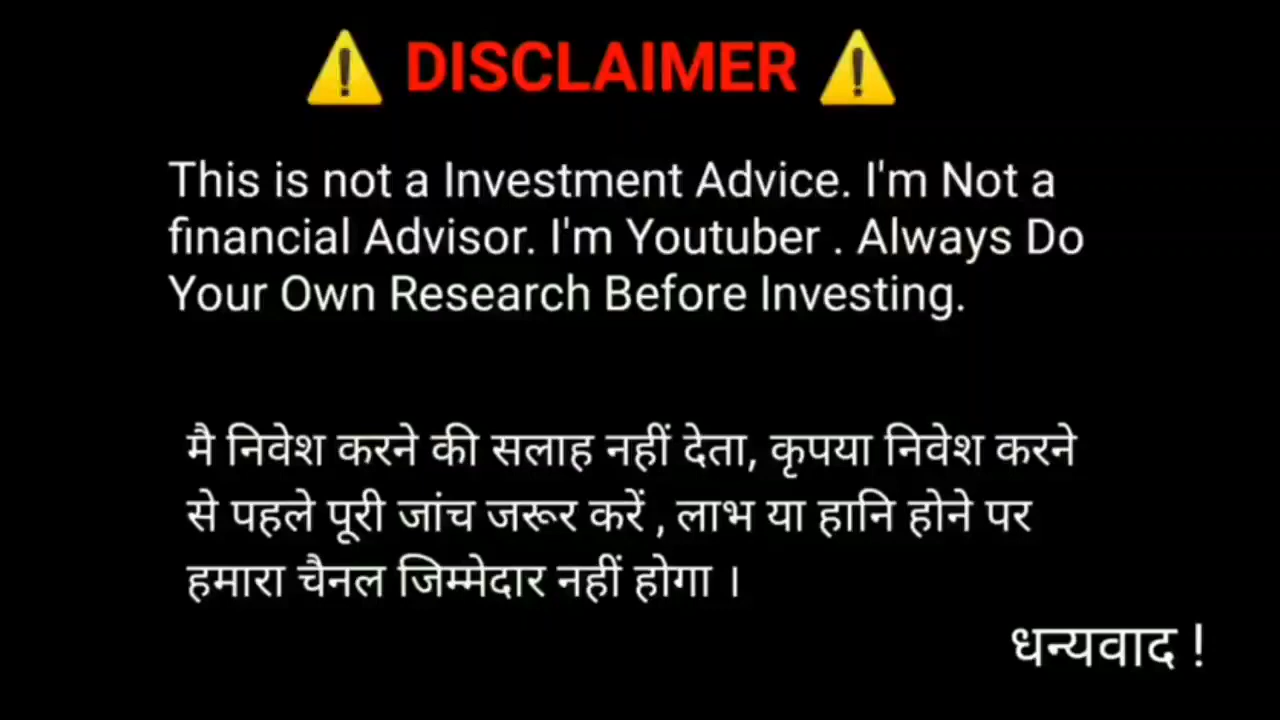 ⚠️ DISCLAIMER ⚠️
This is not a Investment Advice. I'm Not a
financial Advisor. I'm Youtuber . Always Do
Your Own Research Before Investing.
मै निवेश करने की सलाह नहीं देता, कृपया निवेश करने
से पहले पूरी जांच जरूर करें , लाभ या हानि होने पर
हमारा चैनल जिम्मेदार नहीं होगा ।
धन्यवाद !